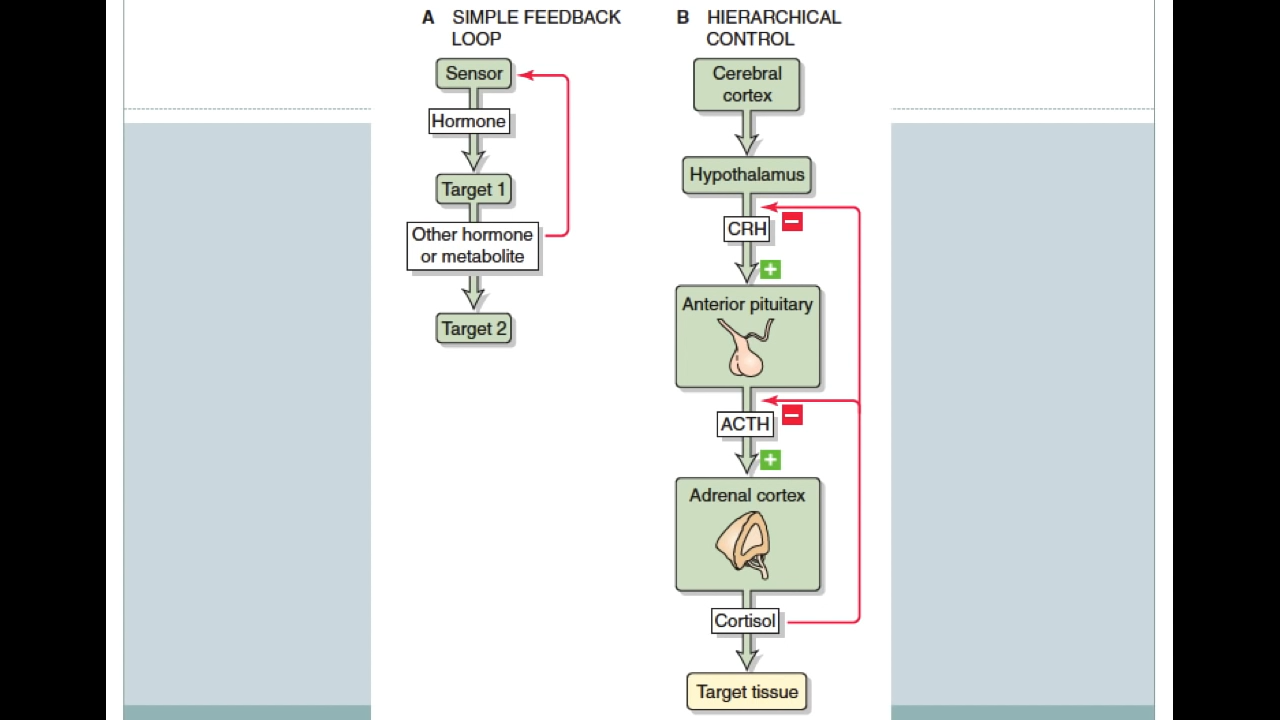 A SIMPLE FEEDBACK
LOOP
Sensor
Hormone
Target 1
Other hormone
or metabolite
Target 2
B HIERARCHICAL
CONTROL
Cerebral
cortex
Hypothalamus
−
CRH
+
Anterior pituitary
−
ACTH
+
Adrenal cortex
Cortisol
Target tissue